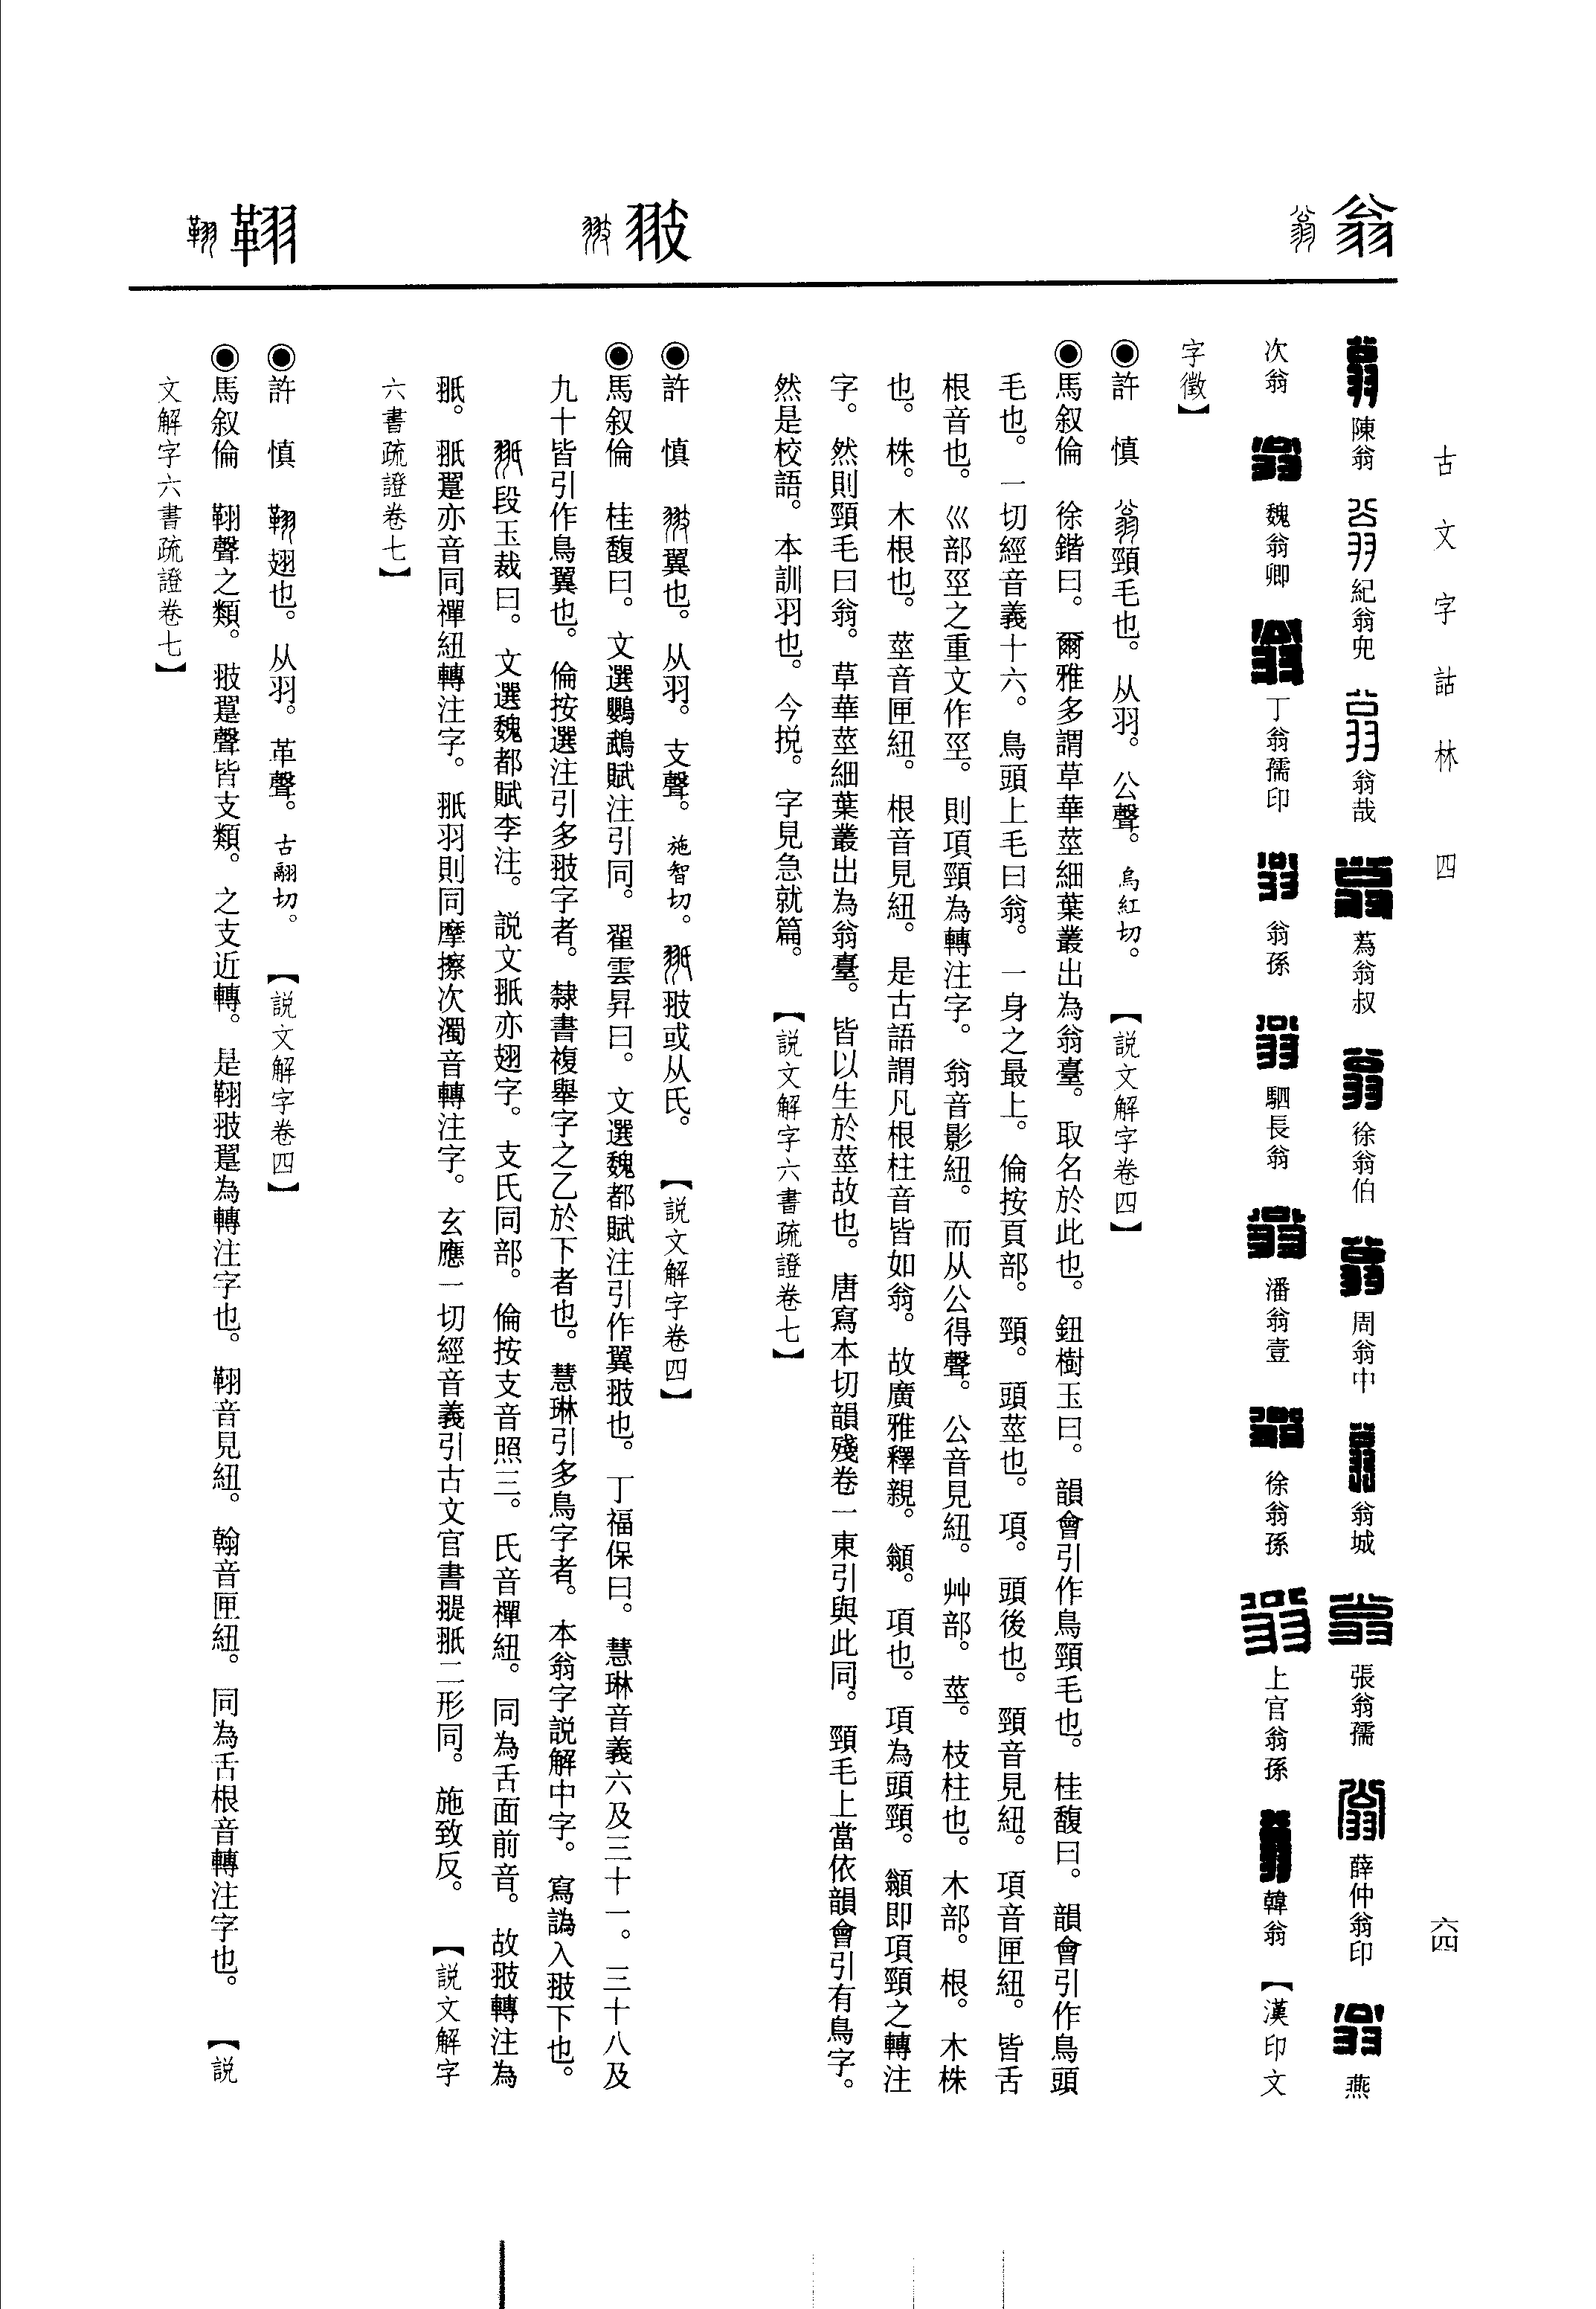 古文字詁林 四
六四
翁 翁
翄 翄
䩯 䩯
陳翁 紀翁兜 翁哉 蔿翁叔 徐翁伯 周翁中 翁城 張翁孺 薛仲翁印 燕
次翁 魏翁卿 丁翁孺印 翁孫 駟長翁 潘翁壹 徐翁孫 上官翁孫 韓翁 【漢印文
字徵】
◉許 慎 翁頸毛也。从羽。公聲。烏紅切。【説文解字卷四】
◉馬叙倫 徐鍇曰。爾雅多謂草華莖細葉叢出為翁臺。取名於此也。鈕樹玉曰。韻會引作鳥頸毛也。桂馥曰。韻會引作鳥頭
毛也。一切經音義十六。鳥頭上毛曰翁。一身之最上。倫按頁部。頸。頭莖也。項。頭後也。頸音見紐。項音匣紐。皆舌
根音也。巛部坙之重文作𡿭。則項頸為轉注字。翁音影紐。而从公得聲。公音見紐。艸部。莖。枝柱也。木部。根。木株
也。株。木根也。莖音匣紐。根音見紐。是古語謂凡根柱音皆如翁。故廣雅釋親。䫦。項也。項為頭頸。䫦即項頸之轉注
字。然則頸毛曰翁。草華莖細葉叢出為翁臺。皆以生於莖故也。唐寫本切韻殘卷一東引與此同。頸毛上當依韻會引有鳥字。
然是校語。本訓羽也。今挩。字見急就篇。【説文解字六書疏證卷七】
◉許 慎 翄翼也。从羽。支聲。施智切。𦐊翄或从氏。【説文解字卷四】
◉馬叙倫 桂馥曰。文選鸚鵡賦注引同。翟雲昇曰。文選魏都賦注引作翼翄也。丁福保曰。慧琳音義六及三十一。三十八及
九十皆引作鳥翼也。倫按選注引多翄字者。隸書複舉字之乙於下者也。慧琳引多鳥字者。本翁字説解中字。寫譌入翄下也。
𦐊段玉裁曰。文選魏都賦李注。説文𦐊亦翅字。支氏同部。倫按支音照三。氏音禪紐。同為舌面前音。故翄轉注為
𦐊。𦐊翨亦音同禪紐轉注字。𦐊羽則同摩擦次濁音轉注字。玄應一切經音義引古文官書翨𦐊二形同。施致反。【説文解字
六書疏證卷七】
◉許 慎 䩯翅也。从羽。革聲。古翮切。【説文解字卷四】
◉馬叙倫 䩯聲之類。翄翨聲皆支類。之支近轉。是䩯翄翨為轉注字也。䩯音見紐。翰音匣紐。同為舌根音轉注字也。【説
文解字六書疏證卷七】